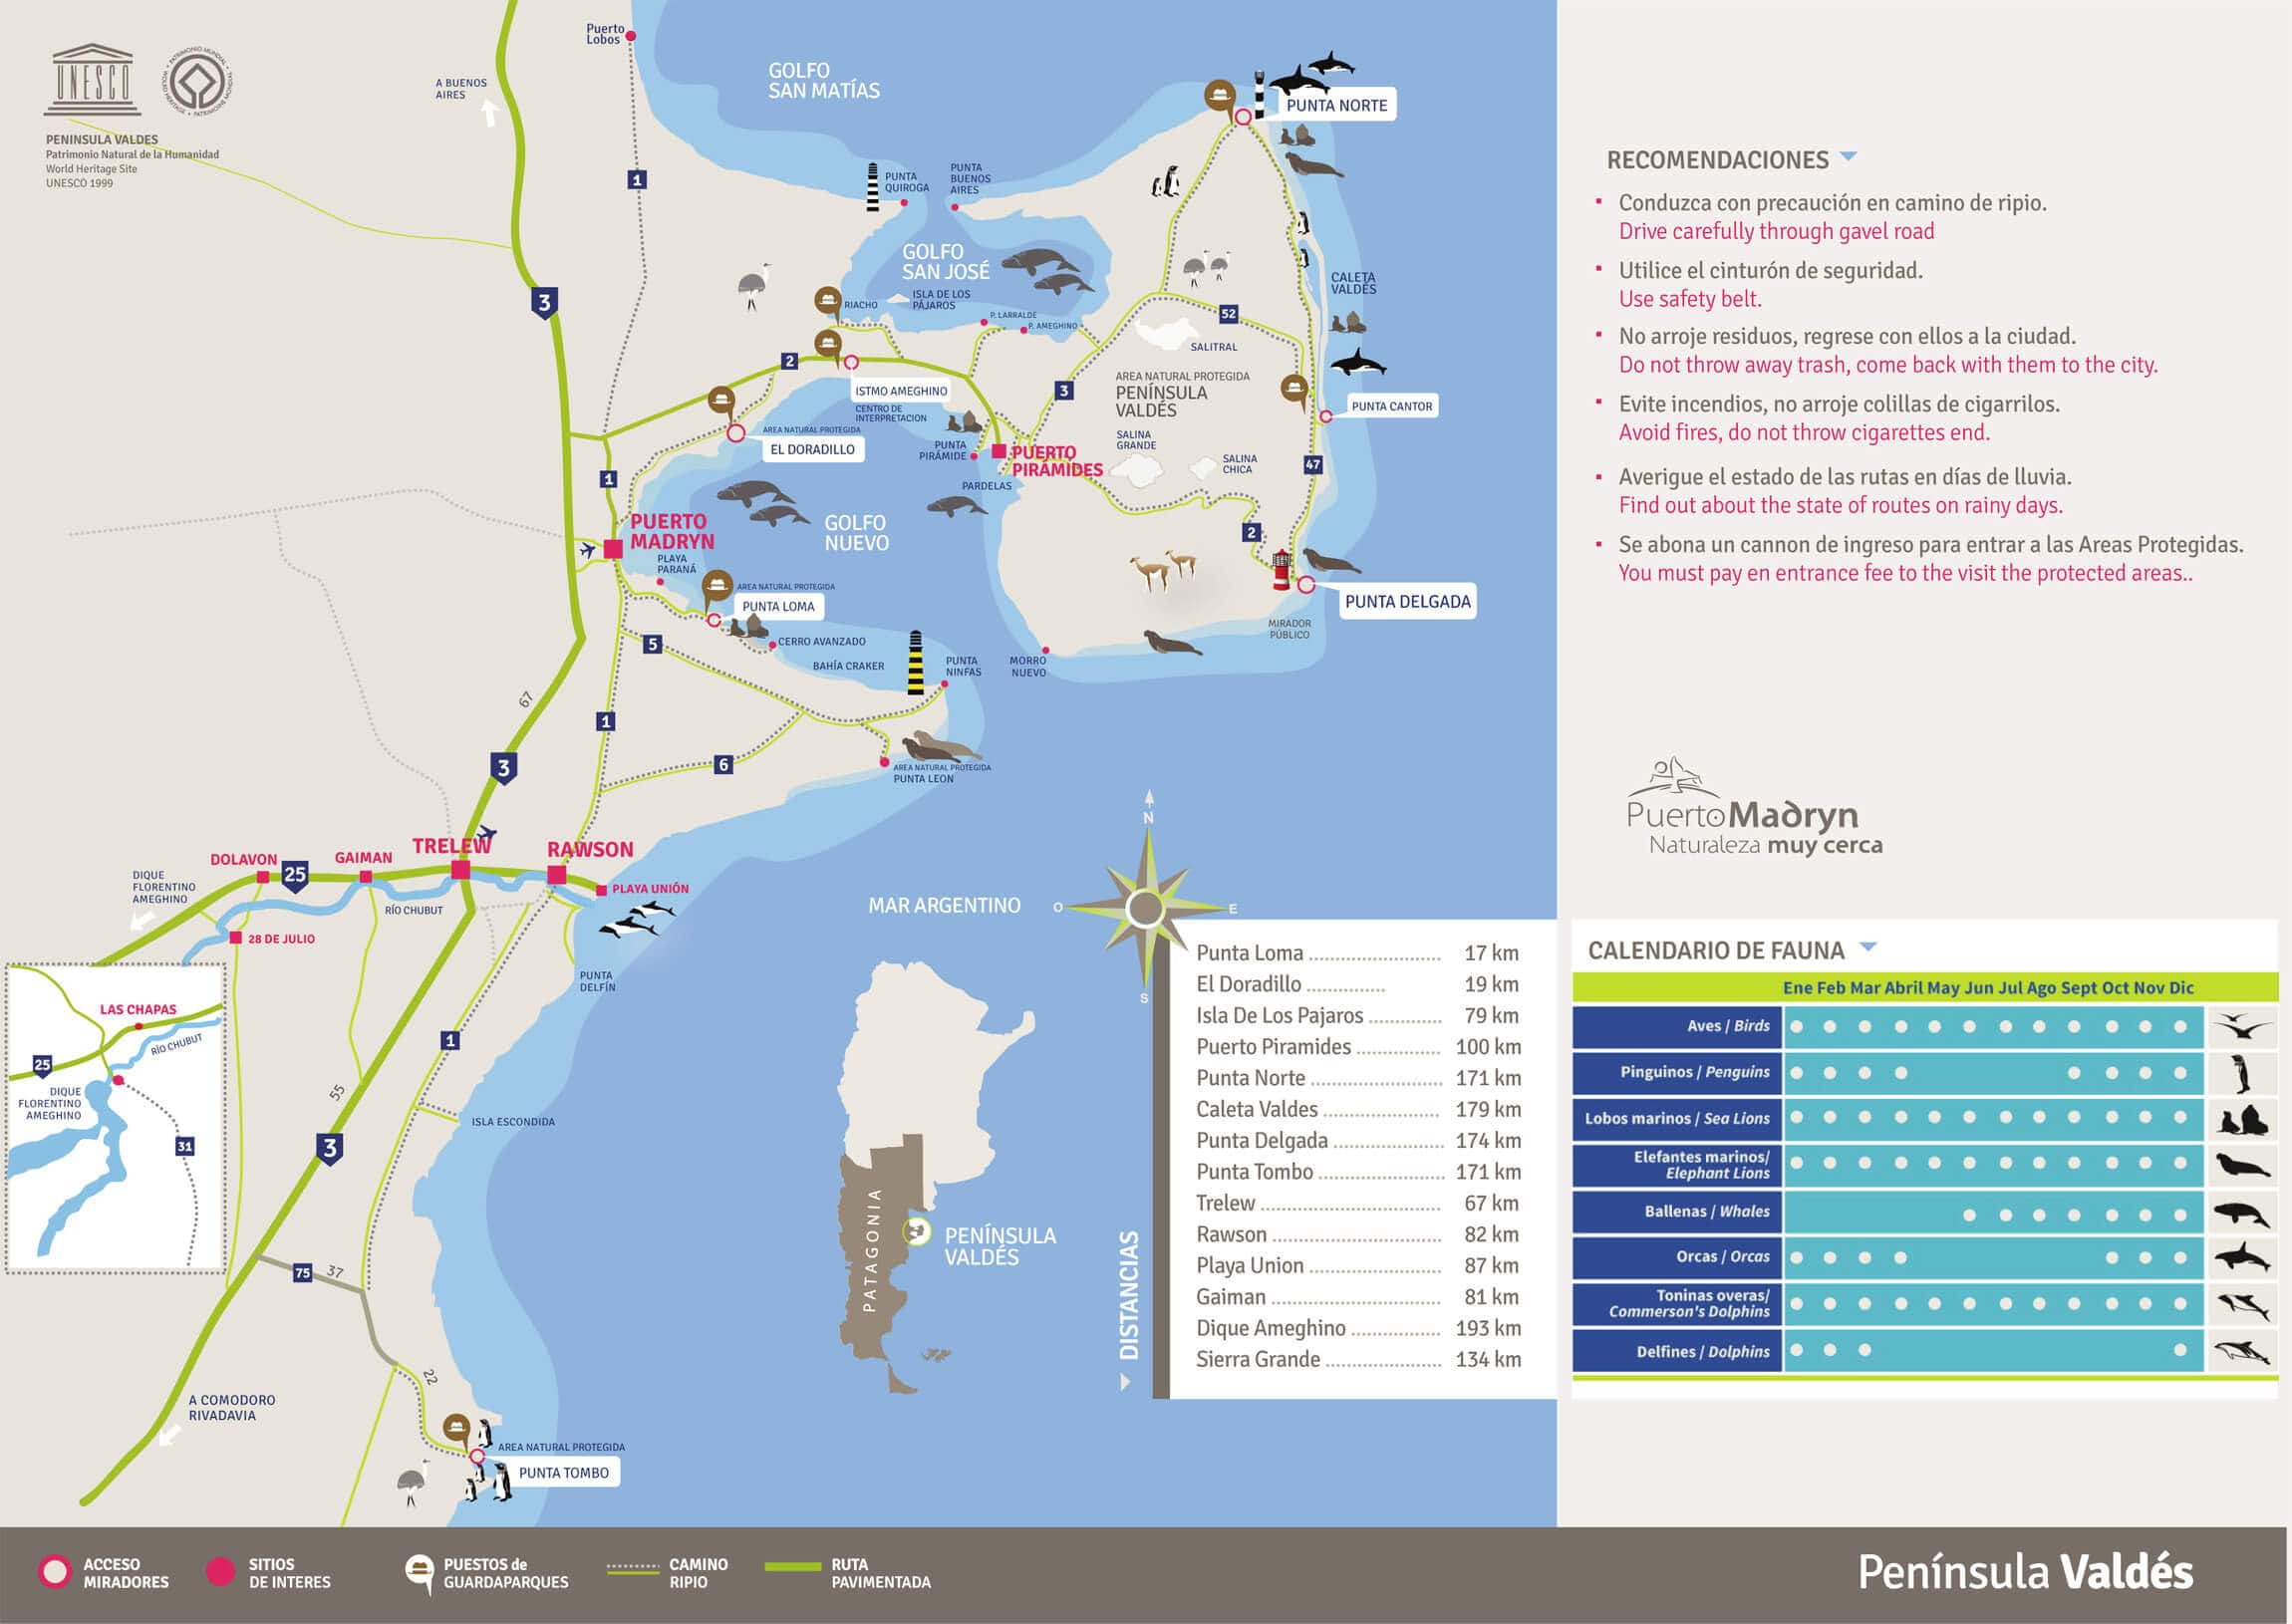 UNESCO
PATRIMONIO MUNDIAL • WORLD HERITAGE • PATRIMOINE MONDIAL
PENINSULA VALDES
Patrimonio Natural de la Humanidad
World Heritage Site
UNESCO 1999
A BUENOS
AIRES
Puerto
Lobos
GOLFO
SAN MATÍAS
1
3
PUNTA
QUIROGA
PUNTA
BUENOS
AIRES
PUNTA NORTE
GOLFO
SAN JOSÉ
ISLA DE LOS
PÁJAROS
RIACHO
P. LARRALDE
P. AMEGHINO
CALETA
VALDÉS
52
SALITRAL
2
ISTMO AMEGHINO
CENTRO DE
INTERPRETACION
3
AREA NATURAL PROTEGIDA
PENÍNSULA
VALDÉS
PUNTA CANTOR
AREA NATURAL PROTEGIDA
EL DORADILLO
PUNTA
PIRÁMIDE
PUERTO
PIRÁMIDES
PARDELAS
SALINA
GRANDE
SALINA
CHICA
47
1
PUERTO
MADRYN
GOLFO
NUEVO
2
PLAYA
PARANÁ
AREA NATURAL PROTEGIDA
PUNTA LOMA
PUNTA DELGADA
MIRADOR
PÚBLICO
5
CERRO AVANZADO
BAHÍA CRAKER
PUNTA
NINFAS
MORRO
NUEVO
67
1
3
6
AREA NATURAL PROTEGIDA
PUNTA LEON
DOLAVON
25
GAIMAN
TRELEW
RAWSON
PLAYA UNIÓN
DIQUE
FLORENTINO
AMEGHINO
RÍO CHUBUT
28 DE JULIO
PUNTA
DELFÍN
MAR ARGENTINO
N
O
E
S
LAS CHAPAS
RÍO CHUBUT
25
DIQUE
FLORENTINO
AMEGHINO
31
1
55
3
ISLA ESCONDIDA
75
37
22
A COMODORO
RIVADAVIA
AREA NATURAL PROTEGIDA
PUNTA TOMBO
PATAGONIA
PENÍNSULA
VALDÉS
DISTANCIAS
Punta Loma ........................ 17 km
El Doradillo .............. 19 km
Isla De Los Pajaros ............. 79 km
Puerto Piramides ............... 100 km
Punta Norte ....................... 171 km
Caleta Valdes .................... 179 km
Punta Delgada ................... 174 km
Punta Tombo ..................... 171 km
Trelew ................................ 67 km
Rawson .............................. 82 km
Playa Union ....................... 87 km
Gaiman .............................. 81 km
Dique Ameghino ................ 193 km
Sierra Grande .................... 134 km
RECOMENDACIONES
Conduzca con precaución en camino de ripio.
Drive carefully through gavel road
Utilice el cinturón de seguridad.
Use safety belt.
No arroje residuos, regrese con ellos a la ciudad.
Do not throw away trash, come back with them to the city.
Evite incendios, no arroje colillas de cigarrilos.
Avoid fires, do not throw cigarettes end.
Averigue el estado de las rutas en días de lluvia.
Find out about the state of routes on rainy days.
Se abona un cannon de ingreso para entrar a las Areas Protegidas.
You must pay en entrance fee to the visit the protected areas..
PuertoMadryn
Naturaleza muy cerca
CALENDARIO DE FAUNA
Ene Feb Mar Abril May Jun Jul Ago Sept Oct Nov Dic
Aves / Birds
Pinguinos / Penguins
Lobos marinos / Sea Lions
Elefantes marinos/
Elephant Lions
Ballenas / Whales
Orcas / Orcas
Toninas overas/
Commerson's Dolphins
Delfines / Dolphins
ACCESO
MIRADORES
SITIOS
DE INTERES
PUESTOS de
GUARDAPARQUES
CAMINO
RIPIO
RUTA
PAVIMENTADA
Península Valdés